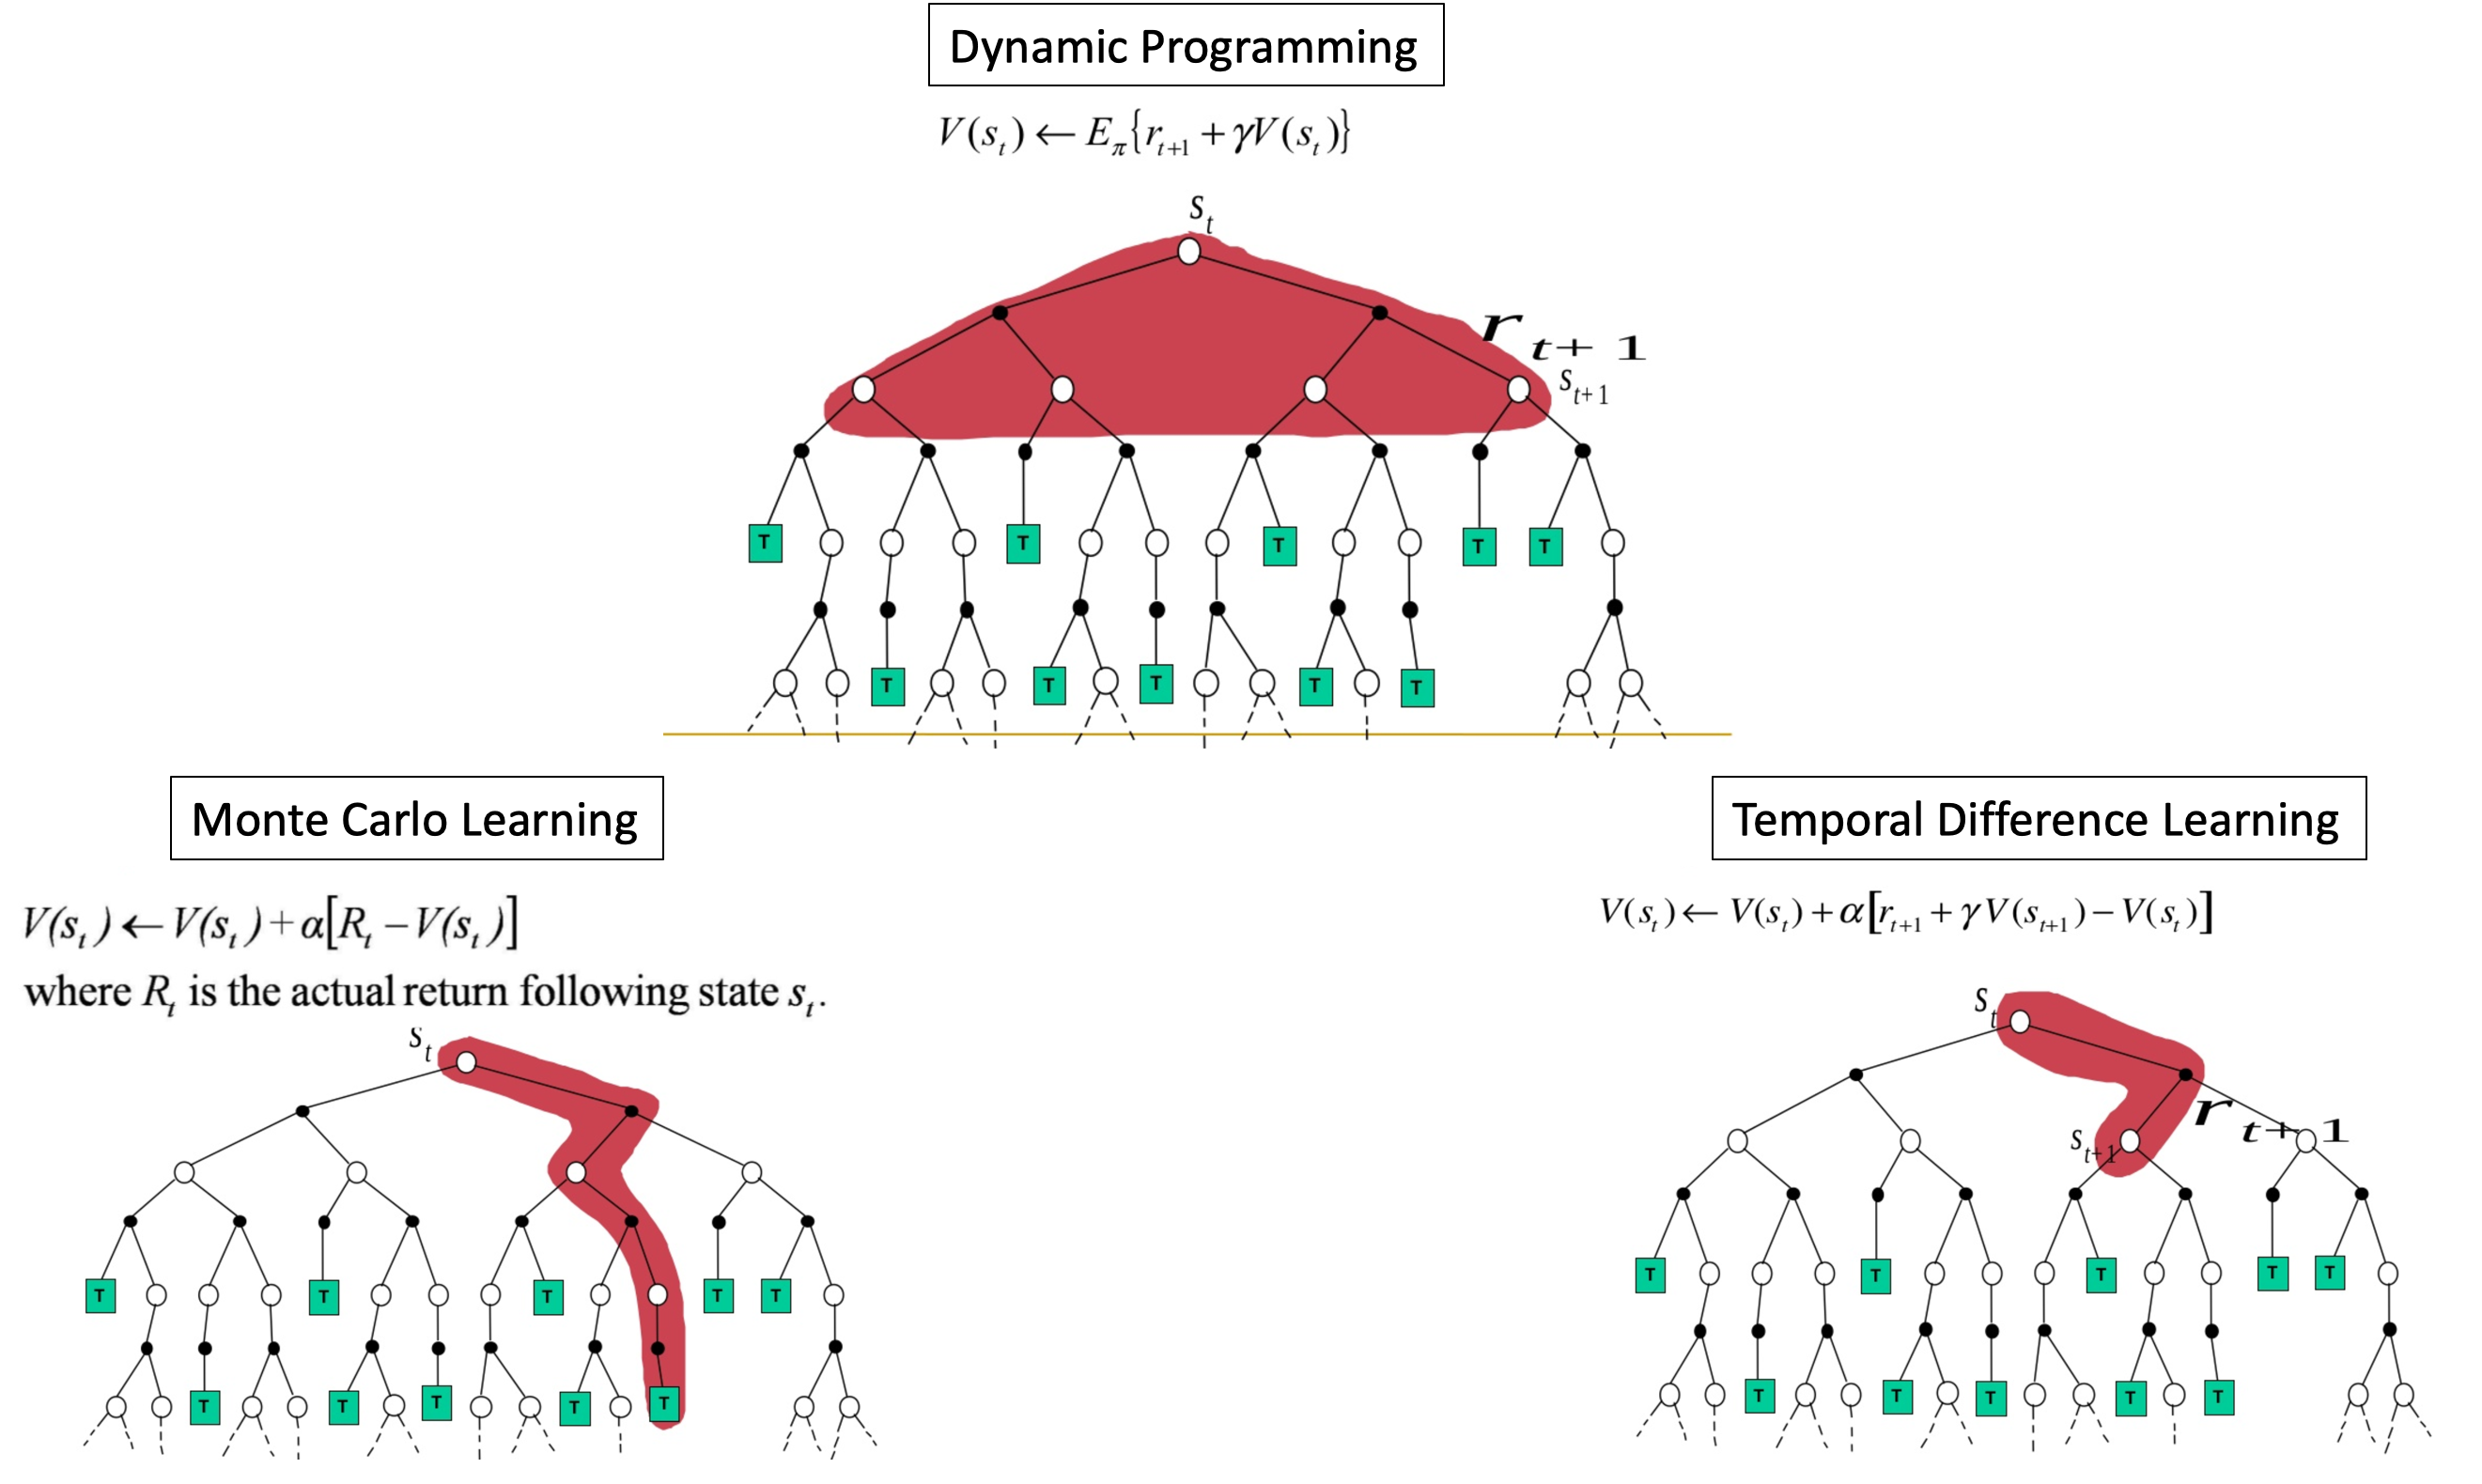 Dynamic Programming
V(s_t) ← E_π{r_{t+1} + γV(s_t)}
s_t
r_{t+1}
s_{t+1}
T T T T T
T T T T T
Monte Carlo Learning
V(s_t) ← V(s_t) + α[R_t − V(s_t)]
where R_t is the actual return following state s_t.
s_t
T T T T T
T T T T T
Temporal Difference Learning
V(s_t) ← V(s_t) + α[r_{t+1} + γV(s_{t+1}) − V(s_t)]
s_t
r_{t+1}
s_{t+1}
T T T T T
T T T T T